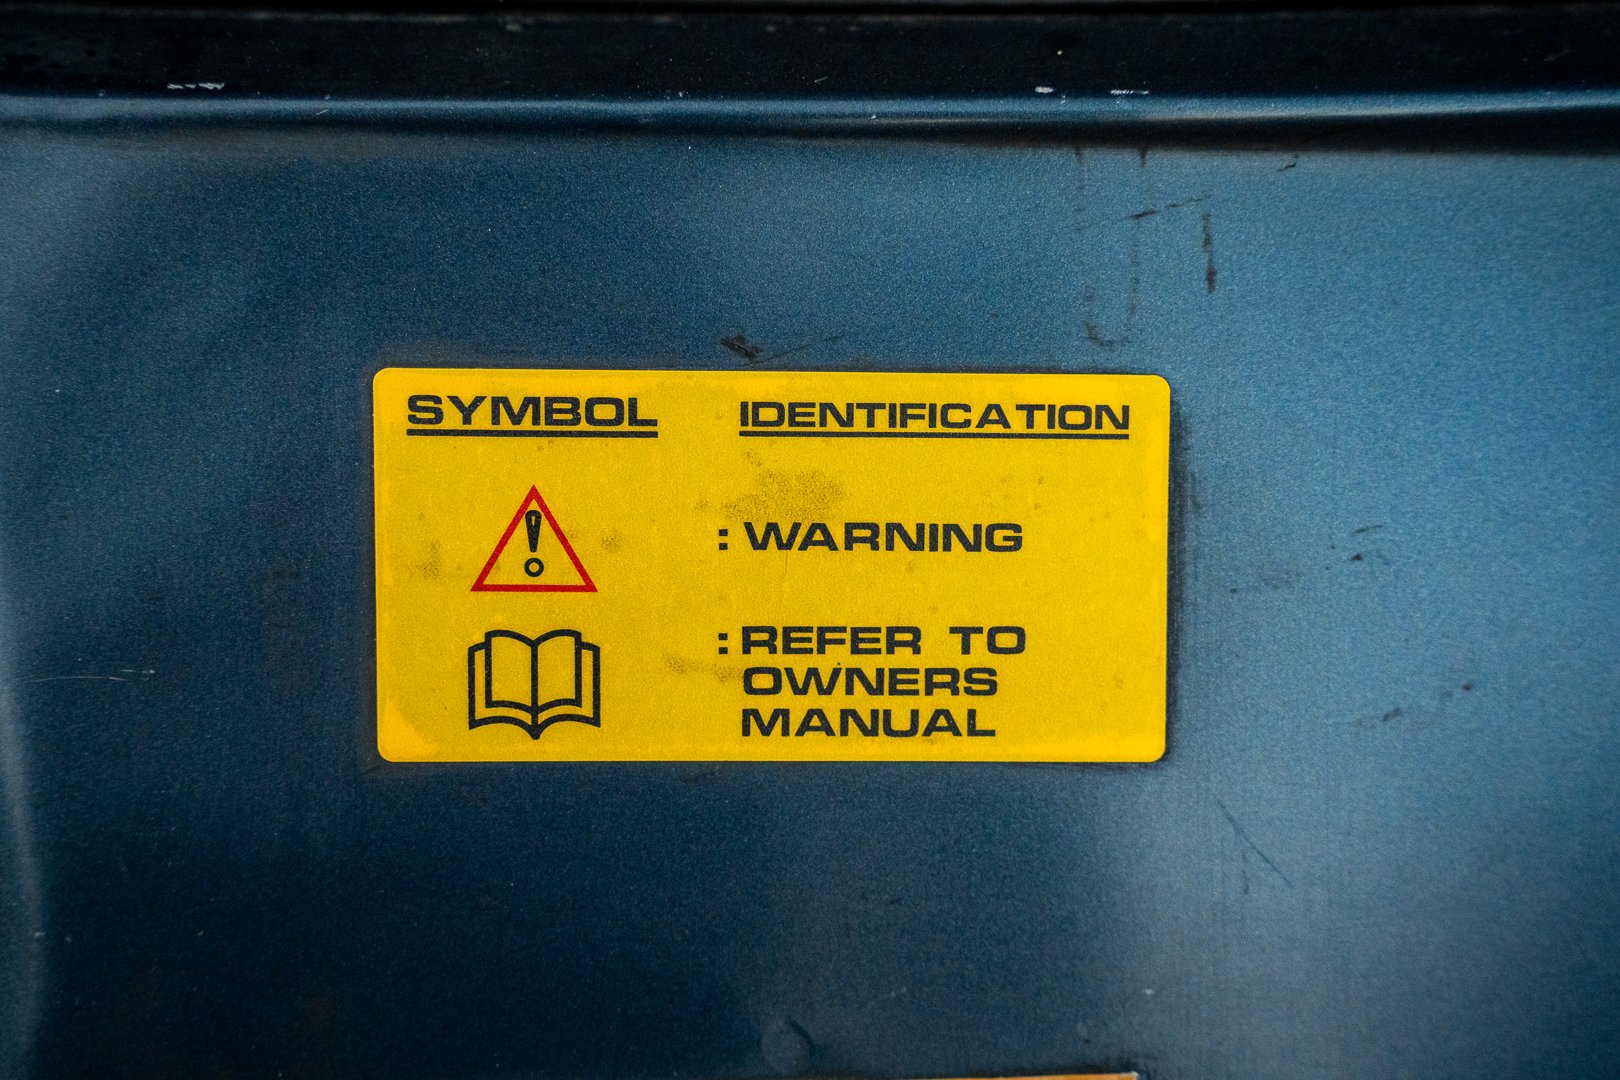 SYMBOL IDENTIFICATION
: WARNING
: REFER TO
OWNERS
MANUAL